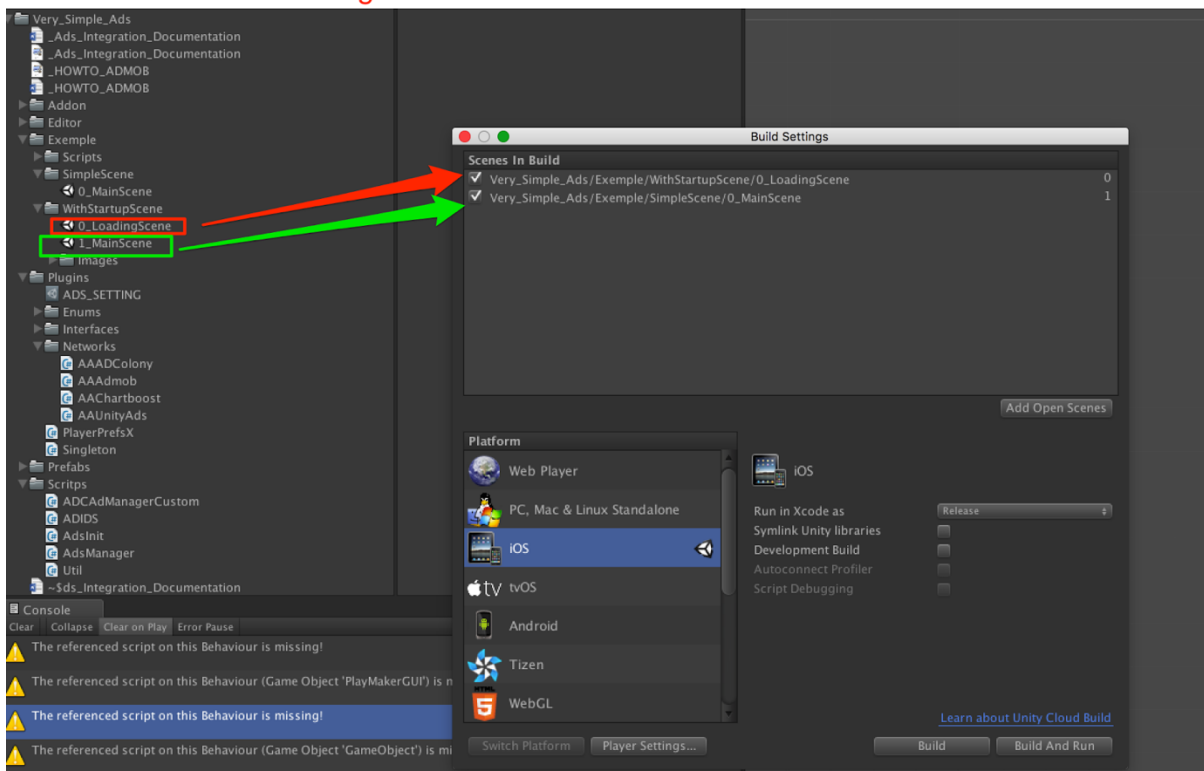 Very_Simple_Ads
_Ads_Integration_Documentation
_Ads_Integration_Documentation
_HOWTO_ADMOB
_HOWTO_ADMOB
Addon
Editor
Exemple
Scripts
SimpleScene
0_MainScene
WithStartupScene
0_LoadingScene
1_MainScene
Images
Plugins
ADS_SETTING
Enums
Interfaces
Networks
AAADColony
AAAdmob
AAChartboost
AAUnityAds
PlayerPrefsX
Singleton
Prefabs
Scritps
ADCAdManagerCustom
ADIDS
AdsInit
AdsManager
Util
~$ds_Integration_Documentation
Console
Clear Collapse Clear on Play Error Pause
The referenced script on this Behaviour is missing!
The referenced script on this Behaviour (Game Object 'PlayMakerGUI') is
The referenced script on this Behaviour is missing!
The referenced script on this Behaviour (Game Object 'GameObject') is mi
Build Settings
Scenes In Build
Very_Simple_Ads/Exemple/WithStartupScene/0_LoadingScene 0
Very_Simple_Ads/Exemple/SimpleScene/0_MainScene 1
Add Open Scenes
Platform
Web Player
PC, Mac & Linux Standalone
iOS
tv tvOS
Android
Tizen
HTML 5 WebGL
iOS
Run in Xcode as Release
Symlink Unity libraries
Development Build
Autoconnect Profiler
Script Debugging
Learn about Unity Cloud Build
Switch Platform Player Settings... Build Build And Run